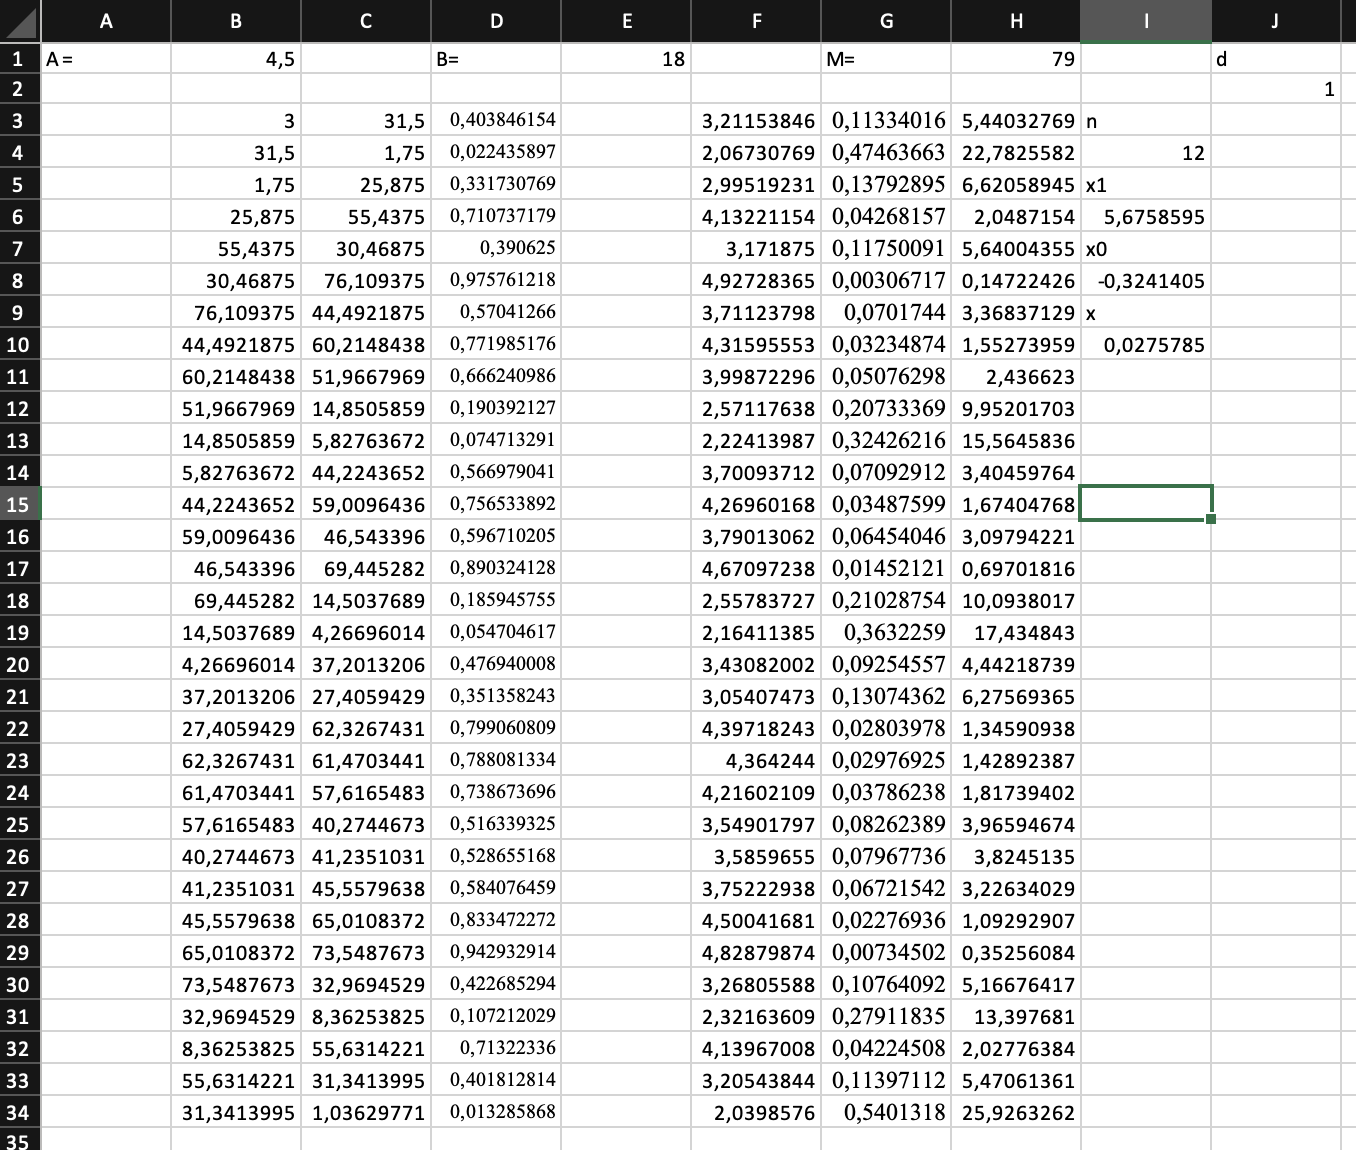 A B C D E F G H I J
1 A= 4,5 B= 18 M= 79 d
2 1
3 3 31,5 0,403846154 3,21153846 0,11334016 5,44032769 n
4 31,5 1,75 0,022435897 2,06730769 0,47463663 22,7825582 12
5 1,75 25,875 0,331730769 2,99519231 0,13792895 6,62058945 x1
6 25,875 55,4375 0,710737179 4,13221154 0,04268157 2,0487154 5,6758595
7 55,4375 30,46875 0,390625 3,171875 0,11750091 5,64004355 x0
8 30,46875 76,109375 0,975761218 4,92728365 0,00306717 0,14722426 -0,3241405
9 76,109375 44,4921875 0,57041266 3,71123798 0,0701744 3,36837129 x
10 44,4921875 60,2148438 0,771985176 4,31595553 0,03234874 1,55273959 0,0275785
11 60,2148438 51,9667969 0,666240986 3,99872296 0,05076298 2,436623
12 51,9667969 14,8505859 0,190392127 2,57117638 0,20733369 9,95201703
13 14,8505859 5,82763672 0,074713291 2,22413987 0,32426216 15,5645836
14 5,82763672 44,2243652 0,566979041 3,70093712 0,07092912 3,40459764
15 44,2243652 59,0096436 0,756533892 4,26960168 0,03487599 1,67404768
16 59,0096436 46,543396 0,596710205 3,79013062 0,06454046 3,09794221
17 46,543396 69,445282 0,890324128 4,67097238 0,01452121 0,69701816
18 69,445282 14,5037689 0,185945755 2,55783727 0,21028754 10,0938017
19 14,5037689 4,26696014 0,054704617 2,16411385 0,3632259 17,434843
20 4,26696014 37,2013206 0,476940008 3,43082002 0,09254557 4,44218739
21 37,2013206 27,4059429 0,351358243 3,05407473 0,13074362 6,27569365
22 27,4059429 62,3267431 0,799060809 4,39718243 0,02803978 1,34590938
23 62,3267431 61,4703441 0,788081334 4,364244 0,02976925 1,42892387
24 61,4703441 57,6165483 0,738673696 4,21602109 0,03786238 1,81739402
25 57,6165483 40,2744673 0,516339325 3,54901797 0,08262389 3,96594674
26 40,2744673 41,2351031 0,528655168 3,5859655 0,07967736 3,8245135
27 41,2351031 45,5579638 0,584076459 3,75222938 0,06721542 3,22634029
28 45,5579638 65,0108372 0,833472272 4,50041681 0,02276936 1,09292907
29 65,0108372 73,5487673 0,942932914 4,82879874 0,00734502 0,35256084
30 73,5487673 32,9694529 0,422685294 3,26805588 0,10764092 5,16676417
31 32,9694529 8,36253825 0,107212029 2,32163609 0,27911835 13,397681
32 8,36253825 55,6314221 0,71322336 4,13967008 0,04224508 2,02776384
33 55,6314221 31,3413995 0,401812814 3,20543844 0,11397112 5,47061361
34 31,3413995 1,03629771 0,013285868 2,0398576 0,5401318 25,9263262
35